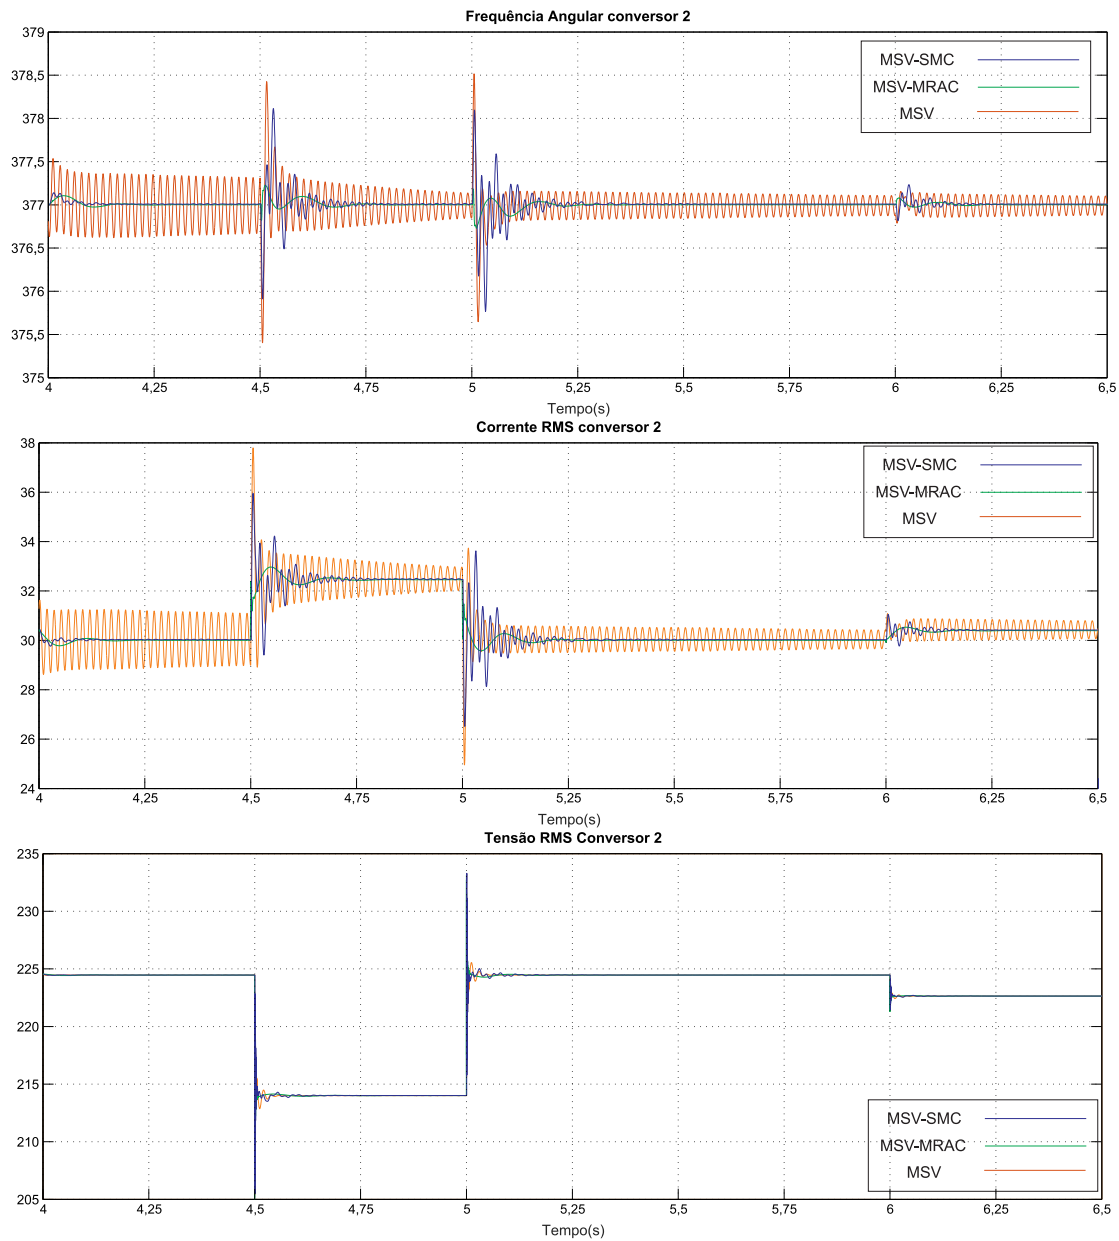 Frequência Angular conversor 2
379
378,5
378
377,5
377
376,5
376
375,5
375
MSV-SMC
MSV-MRAC
MSV
4 4,25 4,5 4,75 5 5,25 5,5 5,75 6 6,25 6,5
Tempo(s)
Corrente RMS conversor 2
38
36
34
32
30
28
26
24
MSV-SMC
MSV-MRAC
MSV
4 4,25 4,5 4,75 5 5,25 5,5 5,75 6 6,25 6,5
Tempo(s)
Tensão RMS Conversor 2
235
230
225
220
215
210
205
MSV-SMC
MSV-MRAC
MSV
4 4,25 4,5 4,75 5 5,25 5,5 5,75 6 6,25 6,5
Tempo(s)